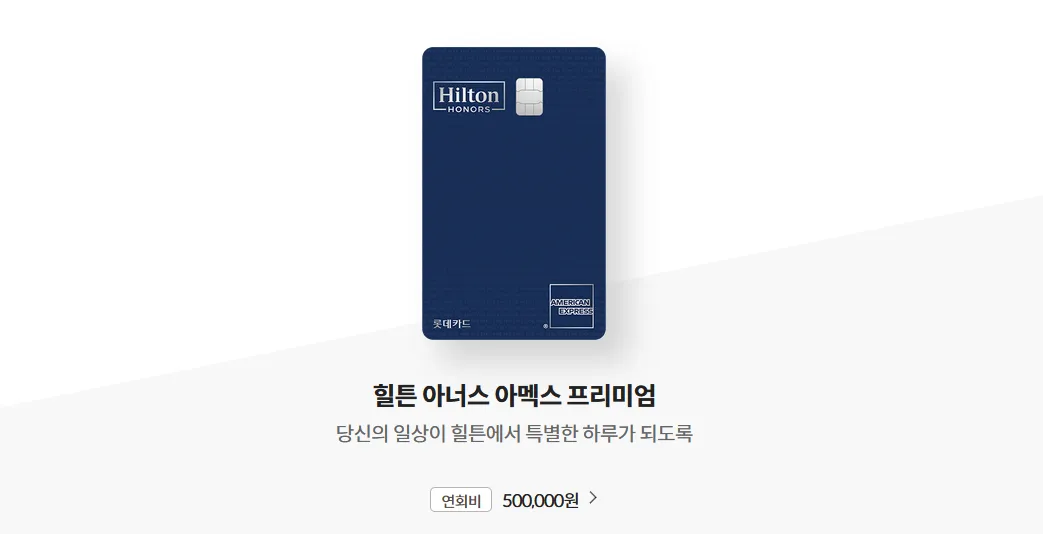 Hilton
HONORS
AMERICAN
EXPRESS
®
롯데카드
힐튼 아너스 아멕스 프리미엄
당신의 일상이 힐튼에서 특별한 하루가 되도록
연회비 500,000원 >